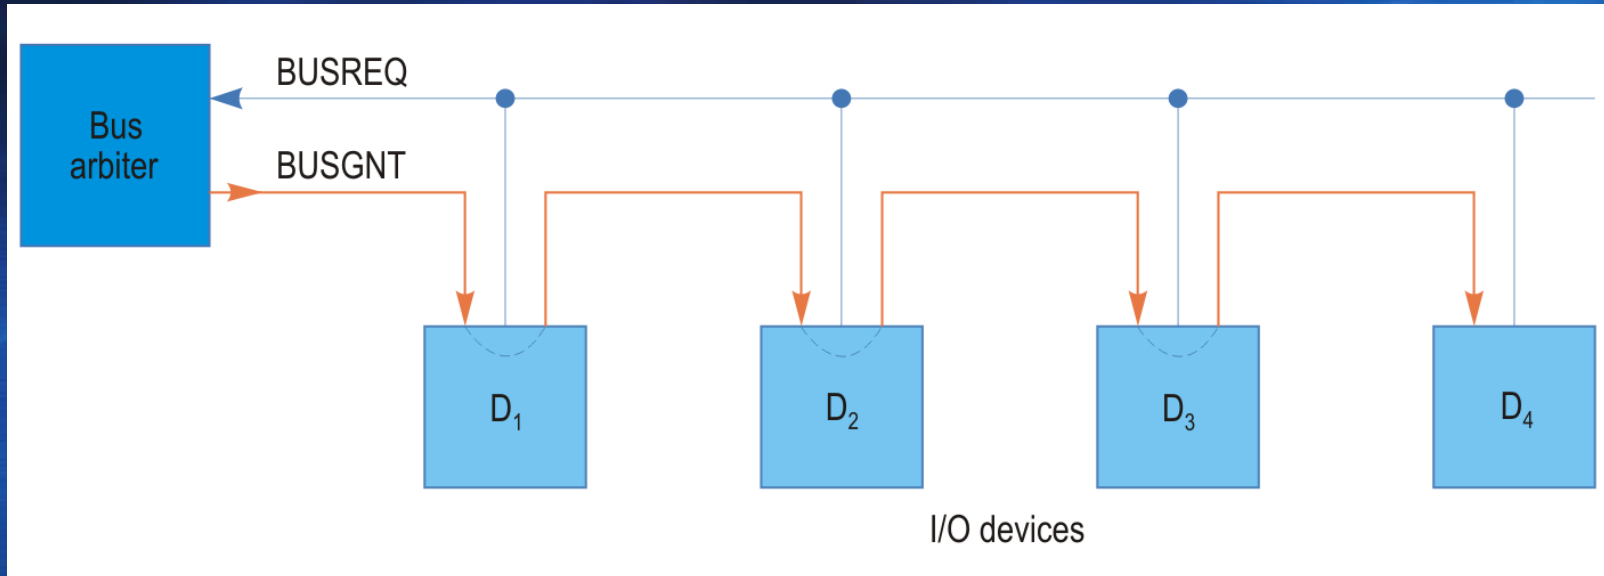 BUSREQ
Bus
arbiter
BUSGNT
D₁
D₂
D₃
D₄
I/O devices